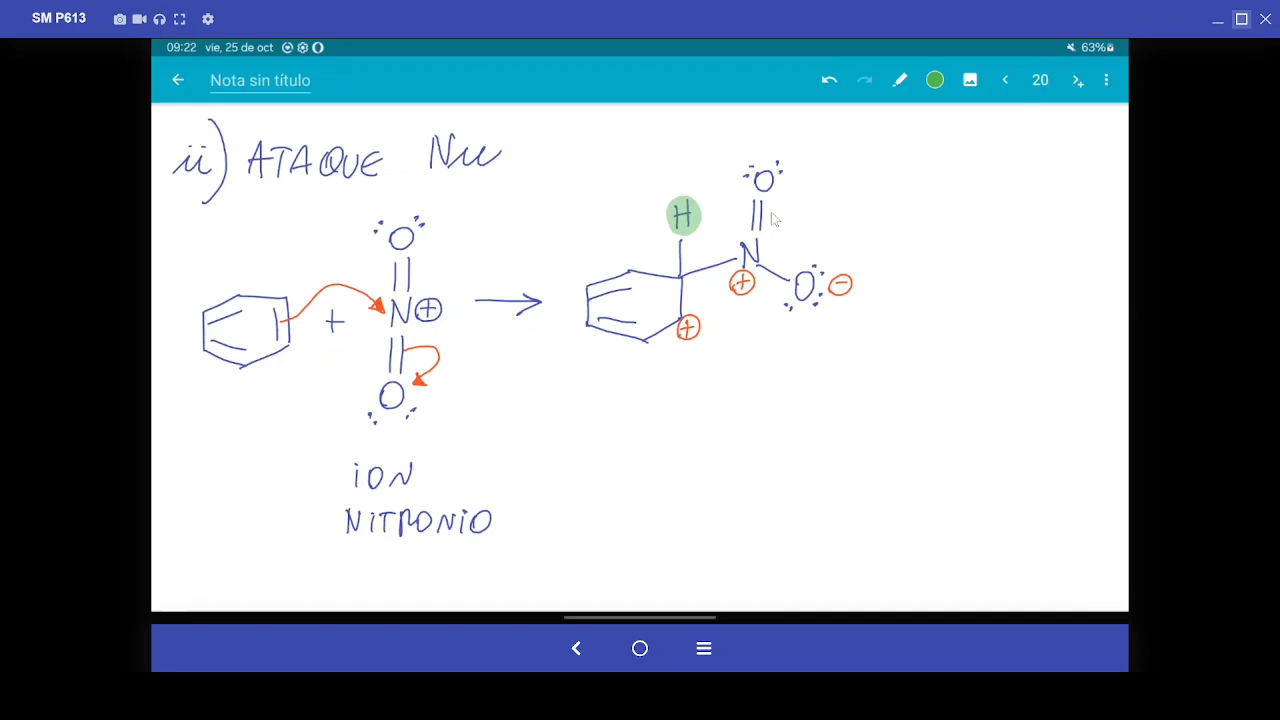 SM P613
09:22 vie, 25 de oct 63%
Nota sin título 20
ii) ATAQUE Nu
O
H
O
N
O
N +
+
+ −
+
O
iON
NiTRONiO